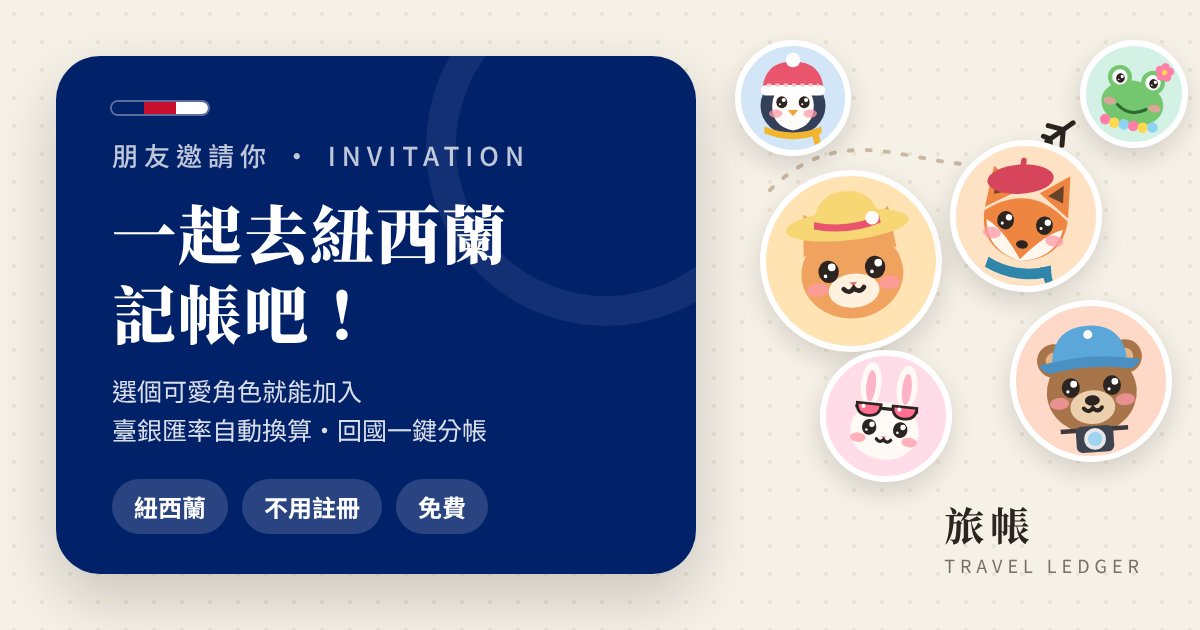 朋友邀請你 • INVITATION
一起去紐西蘭
記帳吧！
選個可愛角色就能加入
臺銀匯率自動換算・回國一鍵分帳
紐西蘭 不用註冊 免費
旅帳
TRAVEL LEDGER